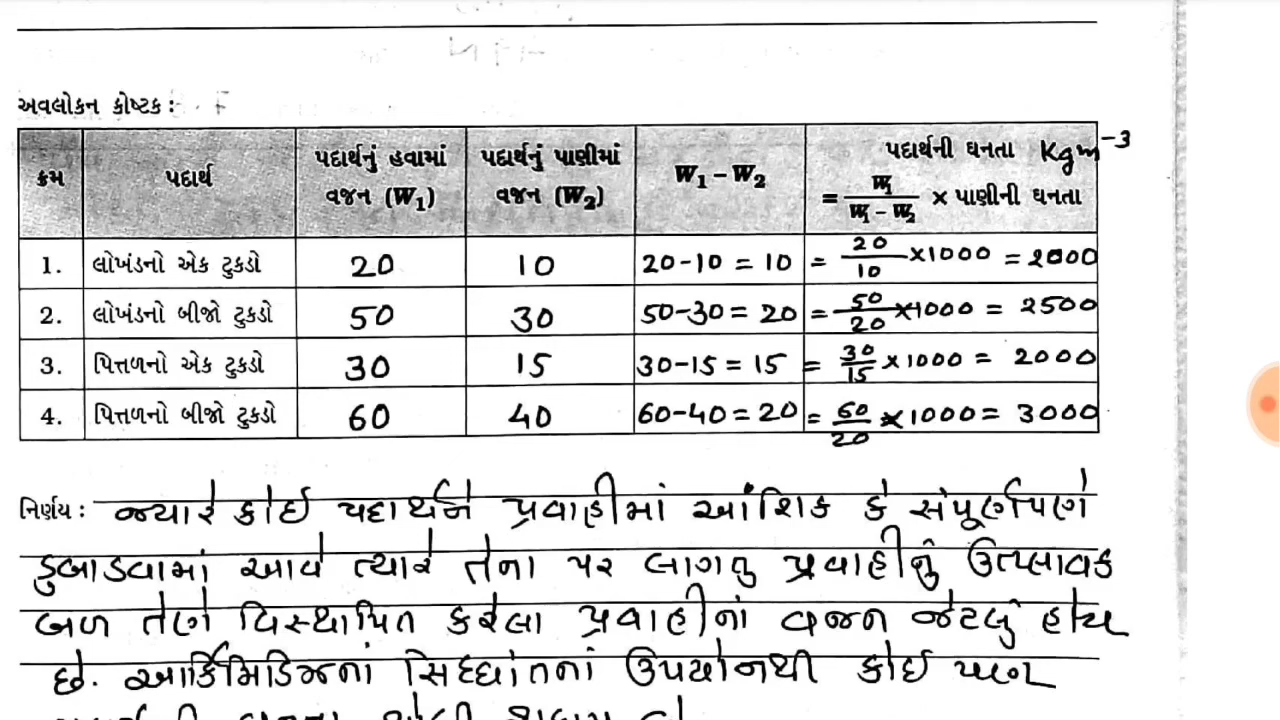 અવલોકન કોષ્ટક :
ક્રમ | પદાર્થ | પદાર્થનું હવામાં વજન (W₁) | પદાર્થનું પાણીમાં વજન (W₂) | W₁ – W₂ | પદાર્થની ઘનતા Kgm⁻³ = W₁ / W₁ – W₂ × પાણીની ઘનતા
1. | લોખંડનો એક ટુકડો | 20 | 10 | 20-10 = 10 | = 20/10 ×1000 = 2000
2. | લોખંડનો બીજો ટુકડો | 50 | 30 | 50-30 = 20 | = 50/20 ×1000 = 2500
3. | પિત્તળનો એક ટુકડો | 30 | 15 | 30-15 = 15 | = 30/15 ×1000 = 2000
4. | પિત્તળનો બીજો ટુકડો | 60 | 40 | 60-40 = 20 | = 60/20 ×1000 = 3000
નિર્ણય : જ્યારે કોઈ પદાર્થને પ્રવાહીમાં આંશિક કે સંપૂર્ણપણે
ડુબાડવામાં આવે ત્યારે તેના પર લાગતુ પ્રવાહીનું ઉત્પ્લાવક
બળ તેણે વિસ્થાપિત કરેલા પ્રવાહીનાં વજન જેટલું હોય
છે. આર્કિમિડિઝનાં સિધ્ધાંતનાં ઉપયોગથી કોઈ પણ